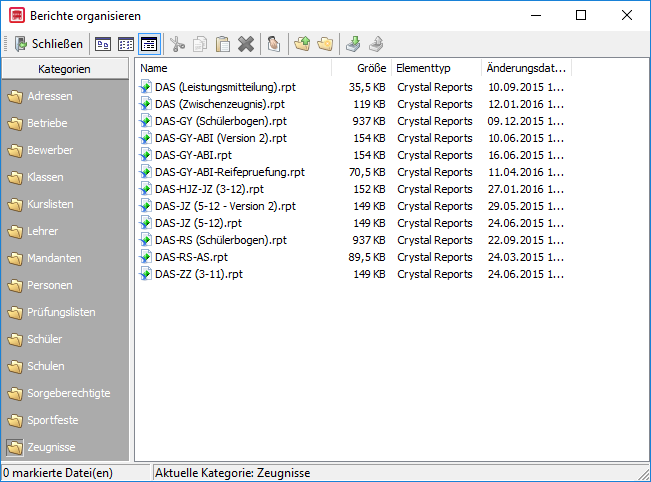 Berichte organisieren
Schließen
Kategorien
Adressen
Betriebe
Bewerber
Klassen
Kurslisten
Lehrer
Mandanten
Personen
Prüfungslisten
Schüler
Schulen
Sorgeberechtigte
Sportfeste
Zeugnisse
Name Größe Elementtyp Änderungsdat...
DAS (Leistungsmitteilung).rpt 35,5 KB Crystal Reports 10.09.2015 1...
DAS (Zwischenzeugnis).rpt 119 KB Crystal Reports 12.01.2016 1...
DAS-GY (Schülerbogen).rpt 937 KB Crystal Reports 09.12.2015 1...
DAS-GY-ABI (Version 2).rpt 154 KB Crystal Reports 10.06.2015 1...
DAS-GY-ABI.rpt 154 KB Crystal Reports 16.06.2015 1...
DAS-GY-ABI-Reifepruefung.rpt 70,5 KB Crystal Reports 11.04.2016 1...
DAS-HJZ-JZ (3-12).rpt 152 KB Crystal Reports 27.01.2016 1...
DAS-JZ (5-12 - Version 2).rpt 149 KB Crystal Reports 29.05.2015 1...
DAS-JZ (5-12).rpt 149 KB Crystal Reports 24.06.2015 1...
DAS-RS (Schülerbogen).rpt 937 KB Crystal Reports 22.09.2015 1...
DAS-RS-AS.rpt 89,5 KB Crystal Reports 24.03.2015 1...
DAS-ZZ (3-11).rpt 149 KB Crystal Reports 24.06.2015 1...
0 markierte Datei(en) Aktuelle Kategorie: Zeugnisse